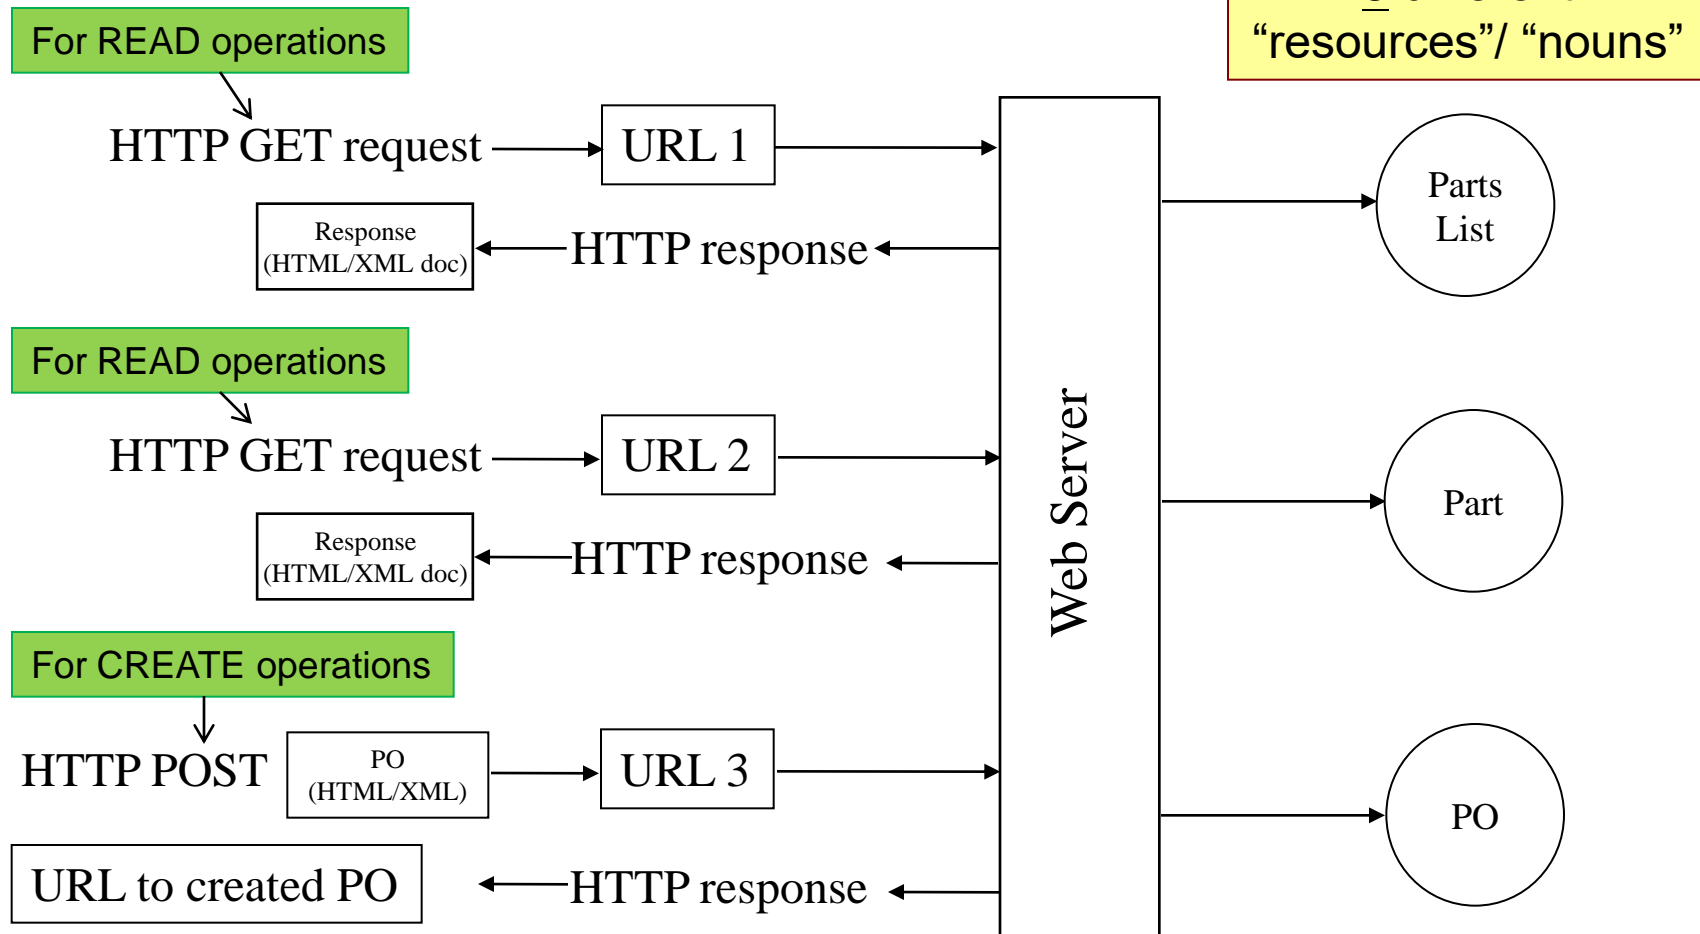 For READ operations
“resources”/ “nouns”
HTTP GET request
URL 1
Parts
List
Response
(HTML/XML doc)
HTTP response
For READ operations
HTTP GET request
URL 2
Web Server
Part
Response
(HTML/XML doc)
HTTP response
For CREATE operations
HTTP POST
PO
(HTML/XML)
URL 3
PO
URL to created PO
HTTP response